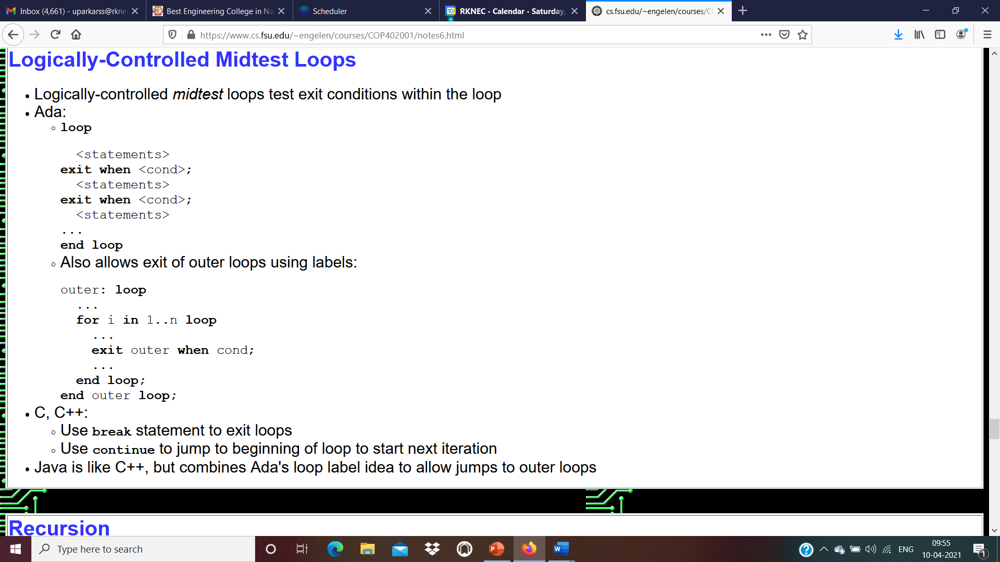 Inbox (4,661) - uparkarss@rkne
Best Engineering College in Na
Scheduler
RKNEC - Calendar - Saturday,
cs.fsu.edu/~engelen/courses/CO
https://www.cs.fsu.edu/~engelen/courses/COP402001/notes6.html
Logically-Controlled Midtest Loops
• Logically-controlled midtest loops test exit conditions within the loop
• Ada:
○ loop
<statements>
exit when <cond>;
<statements>
exit when <cond>;
<statements>
...
end loop
○ Also allows exit of outer loops using labels:
outer: loop
...
for i in 1..n loop
...
exit outer when cond;
...
end loop;
end outer loop;
• C, C++:
○ Use break statement to exit loops
○ Use continue to jump to beginning of loop to start next iteration
• Java is like C++, but combines Ada's loop label idea to allow jumps to outer loops
Recursion
Type here to search
ENG
09:55
10-04-2021
1